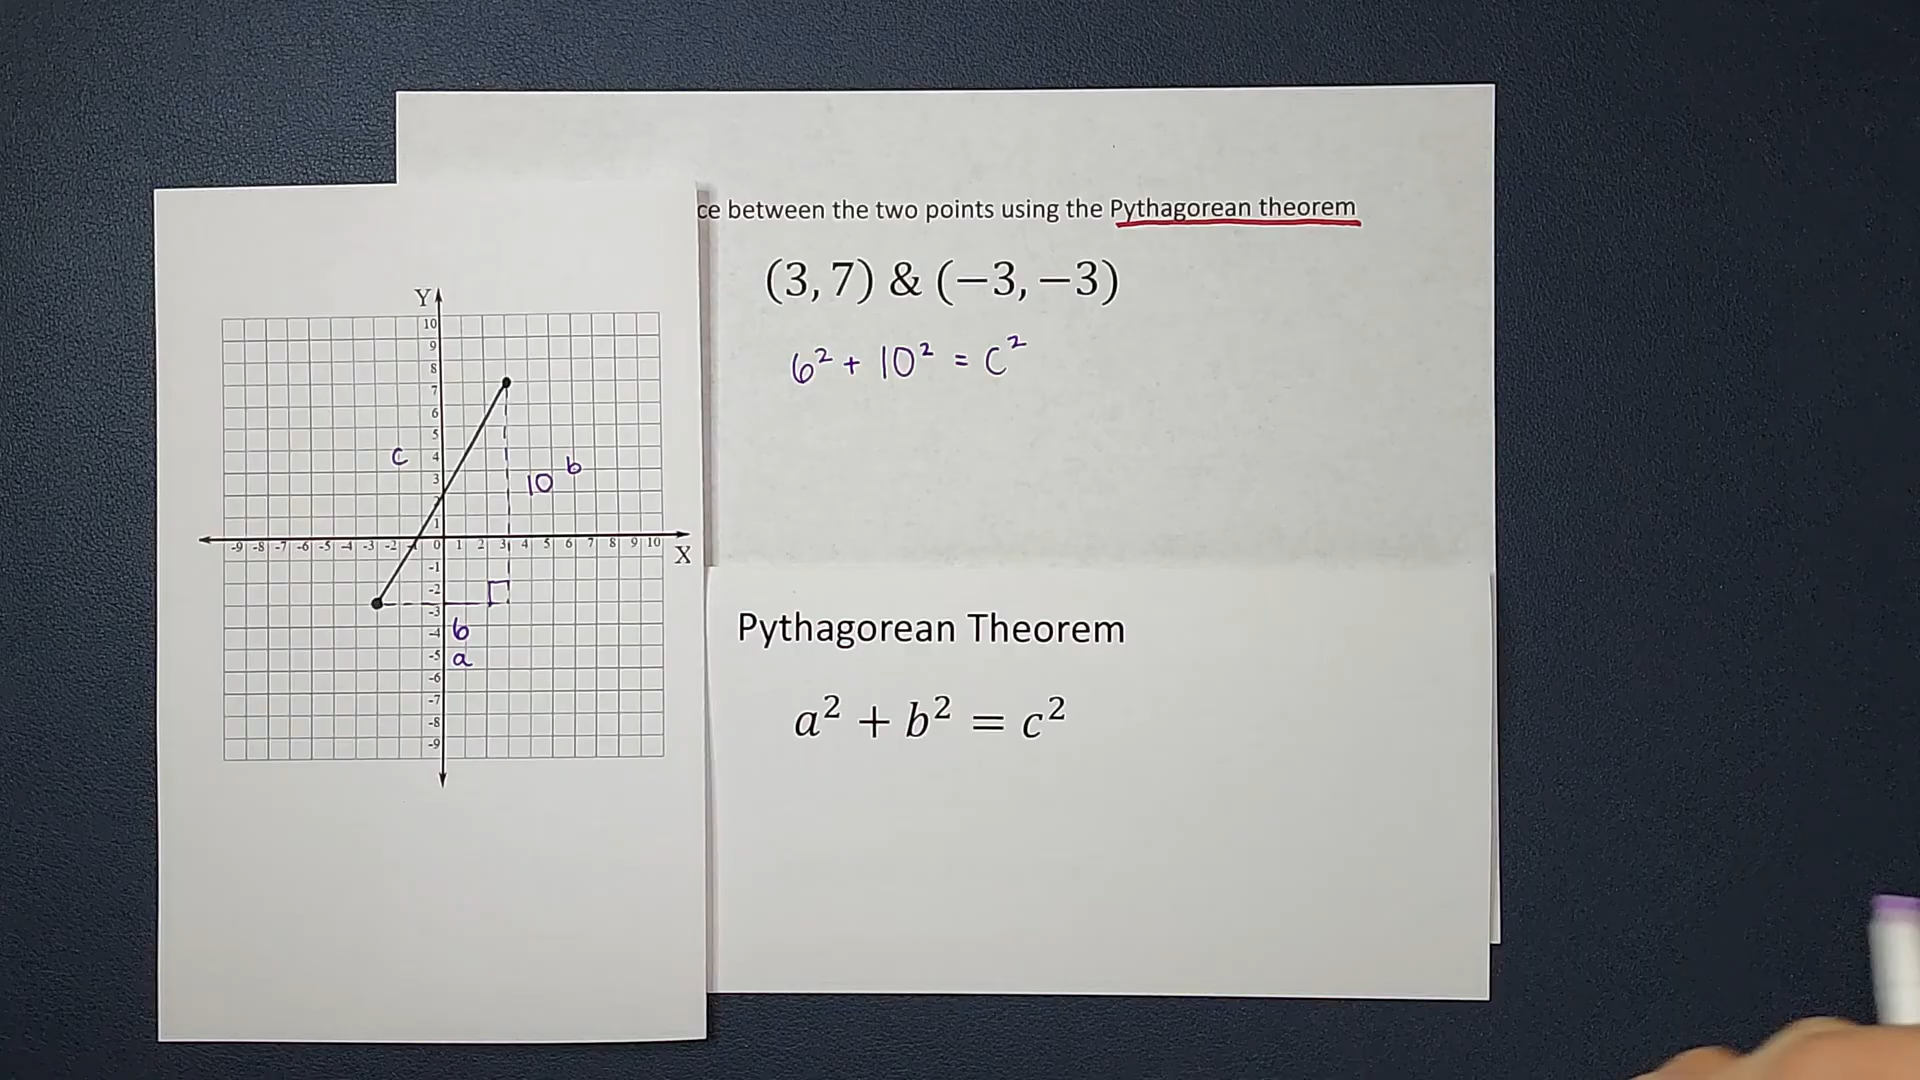 ce between the two points using the Pythagorean theorem
(3, 7) & (−3, −3)
6² + 10² = c²
Y
10
9
8
7
6
5
4
3
2
1
c
10 b
-9 -8 -7 -6 -5 -4 -3 -2 -1 0 1 2 3 4 5 6 7 8 9 10
X
-1
-2
-3
-4
-5
-6
-7
-8
-9
6
a
Pythagorean Theorem
a² + b² = c²